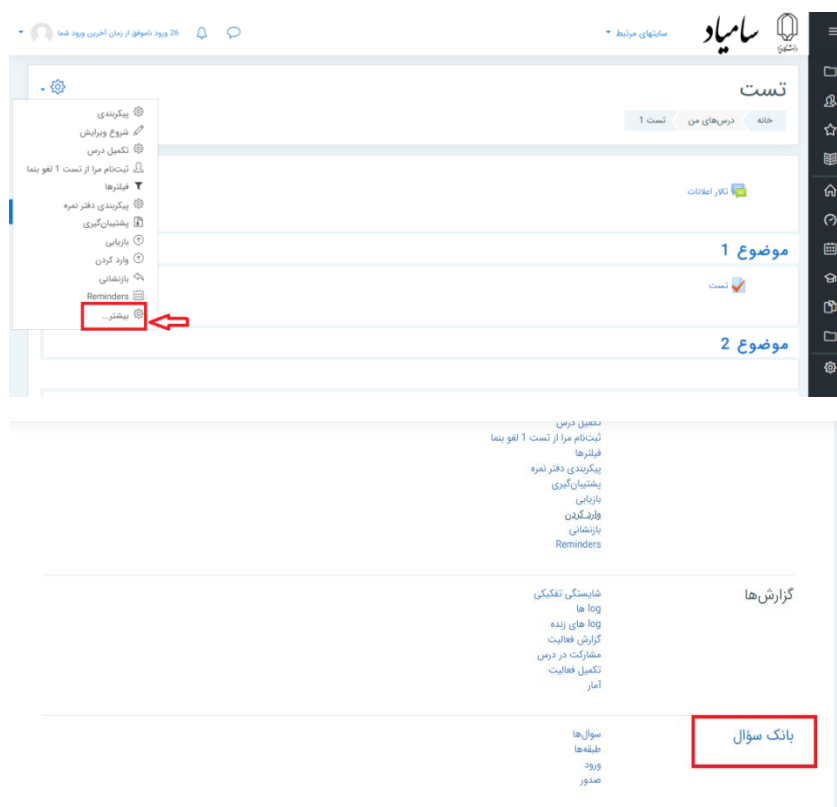 سامیاد
سایتهای مرتبط
26 ورود ناموفق از زمان آخرین ورود شما
تست
خانه
درس‌های من
تست 1
پیکربندی
شروع ویرایش
تکمیل درس
ثبت‌نام مرا از تست 1 لغو بنما
فیلترها
پیکربندی دفتر نمره
پشتیبان‌گیری
بازیابی
وارد کردن
بازنشانی
Reminders
بیشتر...
تالار اعلانات
موضوع 1
تست
موضوع 2
تکمیل درس
ثبت‌نام مرا از تست 1 لغو بنما
فیلترها
پیکربندی دفتر نمره
پشتیبان‌گیری
بازیابی
وارد کردن
بازنشانی
Reminders
گزارش‌ها
شایستگی تفکیکی
log ها
log های زنده
گزارش فعالیت
مشارکت در درس
تکمیل فعالیت
آمار
بانک سؤال
سوال‌ها
طبقه‌ها
ورود
صدور